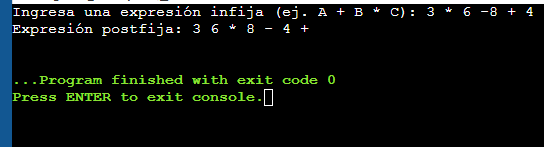 Ingresa una expresión infija (ej. A + B * C): 3 * 6 -8 + 4
Expresión postfija: 3 6 * 8 - 4 +
...Program finished with exit code 0
Press ENTER to exit console.